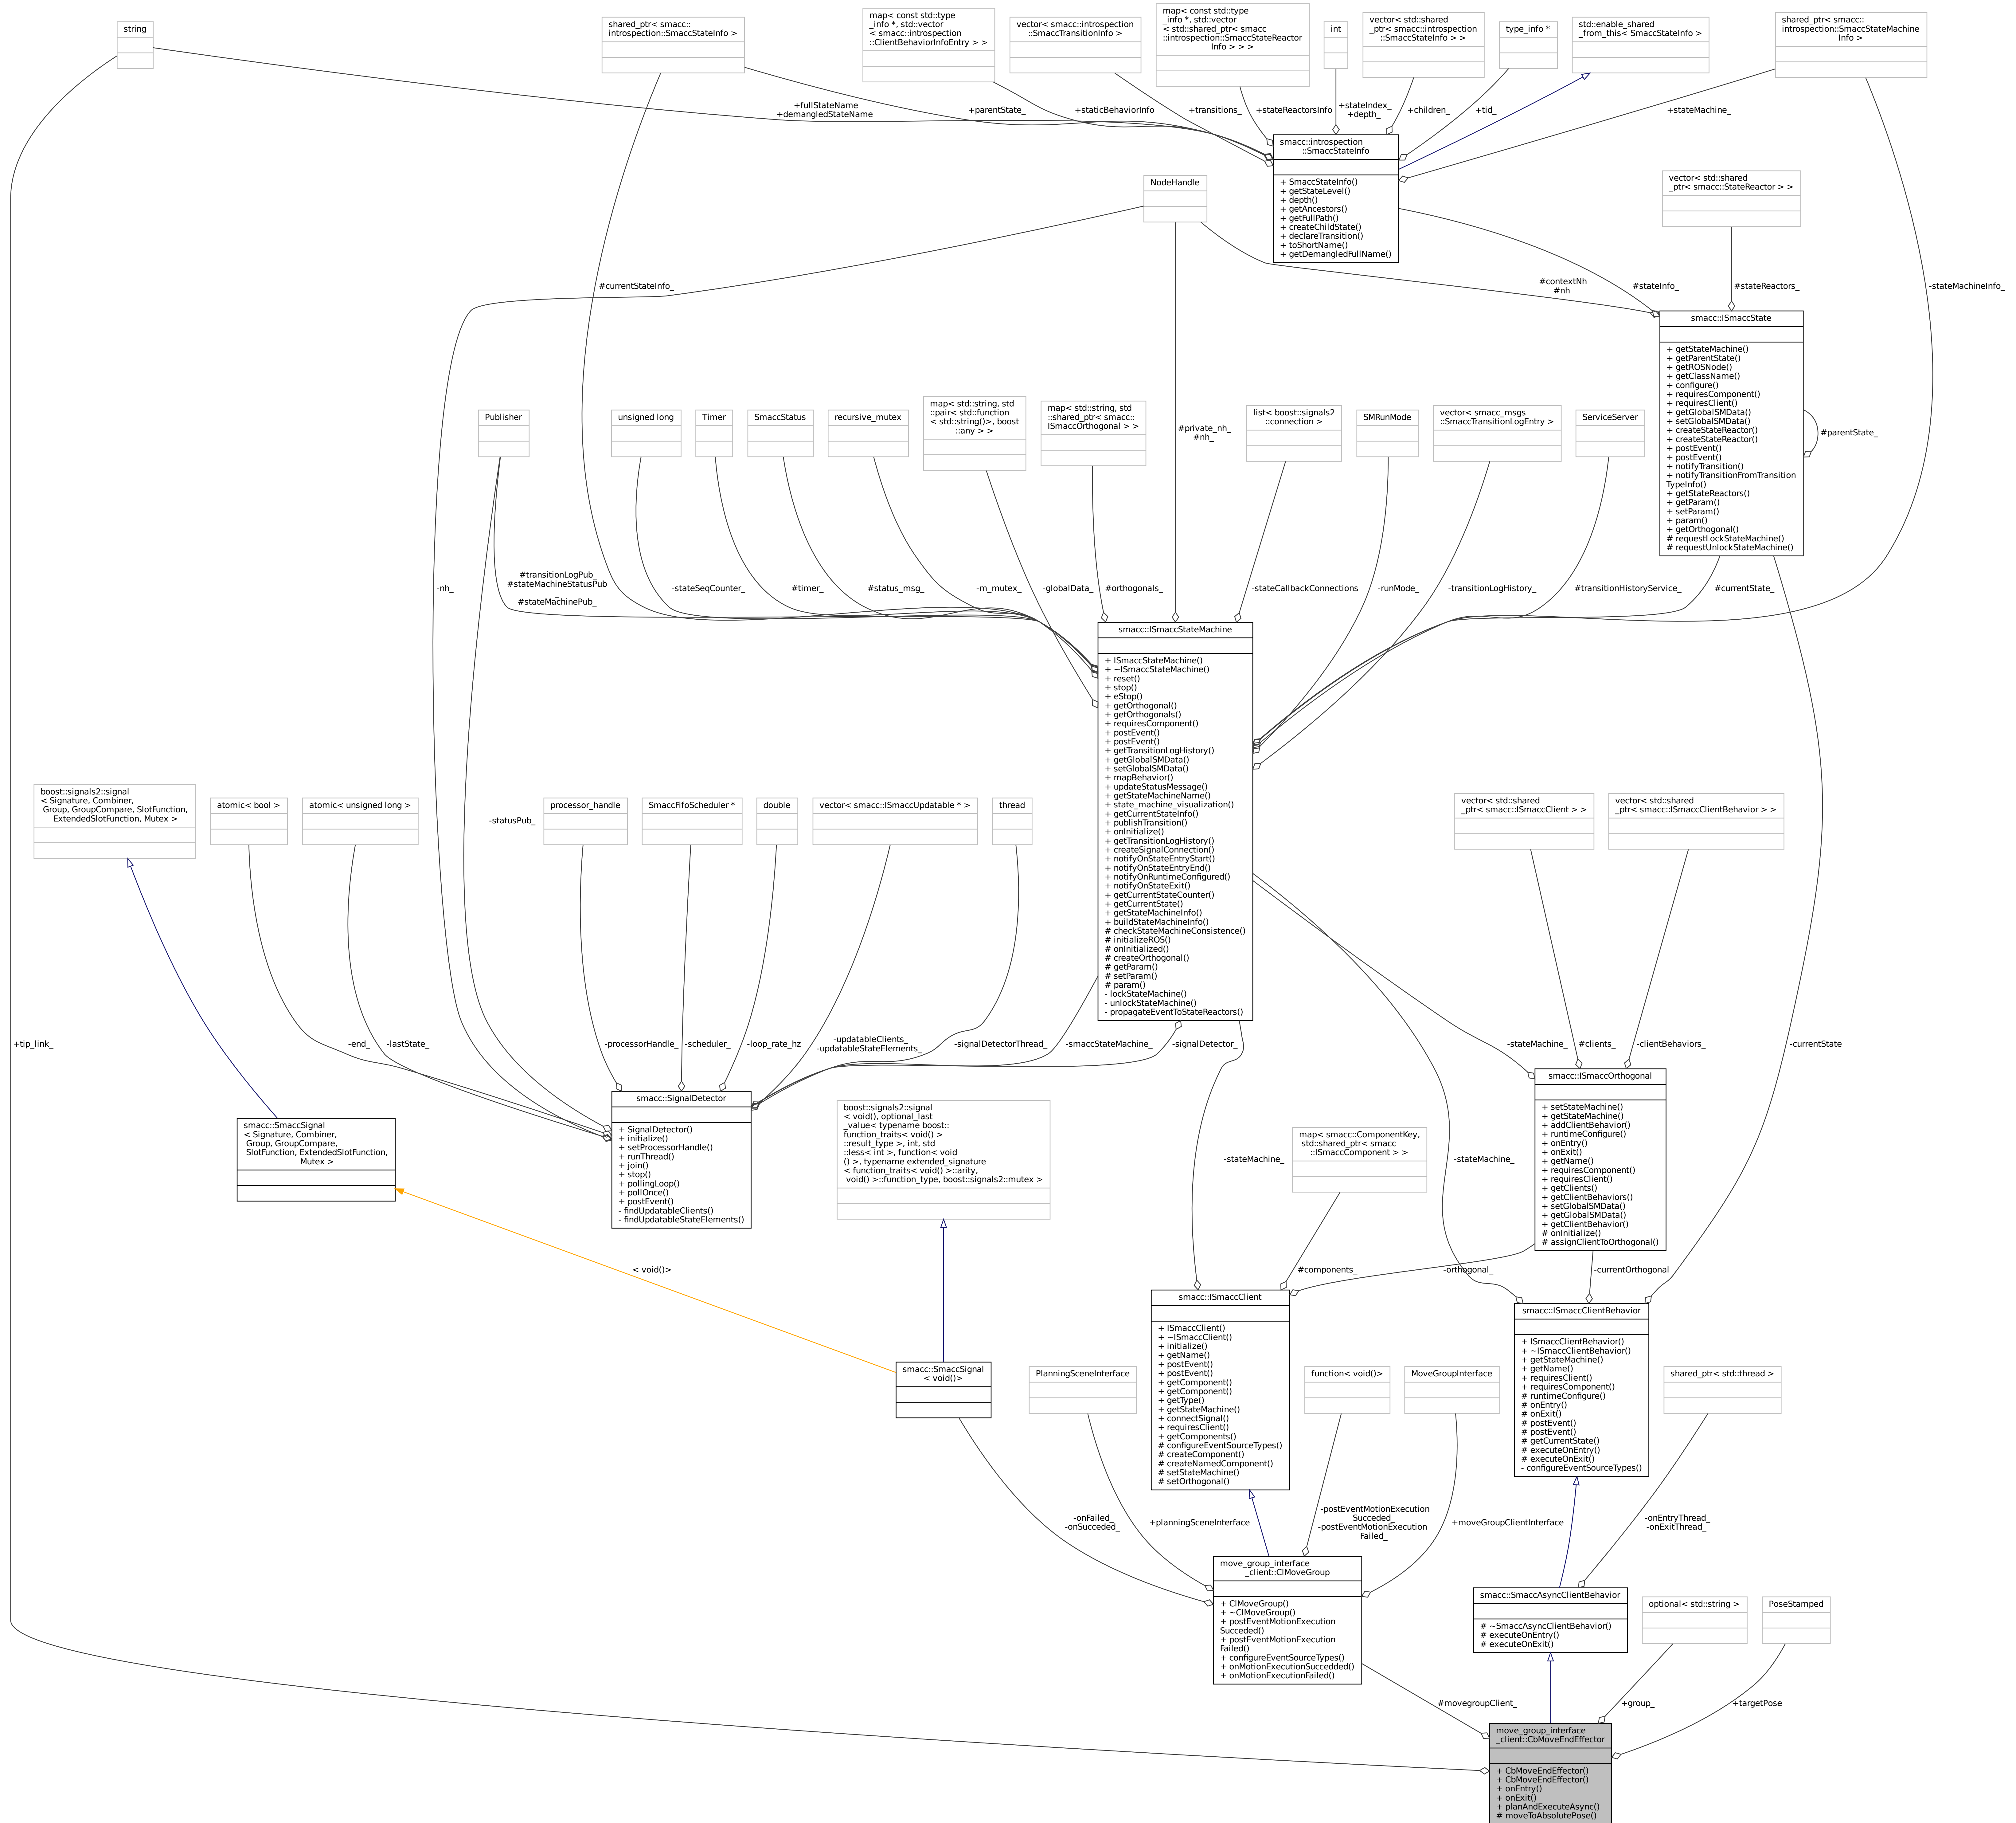 string
shared_ptr< smacc::
introspection::SmaccStateInfo >
map< const std::type
_info *, std::vector
< smacc::introspection
::ClientBehaviorInfoEntry > >
vector< smacc::introspection
::SmaccTransitionInfo >
map< const std::type
_info *, std::vector
< std::shared_ptr< smacc
::introspection::SmaccStateReactor
Info > > >
int
vector< std::shared
_ptr< smacc::introspection
::SmaccStateInfo > >
type_info *
std::enable_shared
_from_this< SmaccStateInfo >
shared_ptr< smacc::
introspection::SmaccStateMachine
Info >
+fullStateName
+demangledStateName
+parentState_
+staticBehaviorInfo
+transitions_
+stateReactorsInfo
+stateIndex_
+depth_
+children_
+tid_
+stateMachine_
smacc::introspection
::SmaccStateInfo
+ SmaccStateInfo()
+ getStateLevel()
+ depth()
+ getAncestors()
+ getFullPath()
+ createChildState()
+ declareTransition()
+ toShortName()
+ getDemangledFullName()
NodeHandle
vector< std::shared
_ptr< smacc::StateReactor > >
#currentStateInfo_
#contextNh
#nh
#stateInfo_
#stateReactors_
-stateMachineInfo_
smacc::ISmaccState
+ getStateMachine()
+ getParentState()
+ getROSNode()
+ getClassName()
+ configure()
+ requiresComponent()
+ requiresClient()
+ getGlobalSMData()
+ setGlobalSMData()
+ createStateReactor()
+ createStateReactor()
+ postEvent()
+ postEvent()
+ notifyTransition()
+ notifyTransitionFromTransition
TypeInfo()
+ getStateReactors()
+ getParam()
+ setParam()
+ param()
+ getOrthogonal()
# requestLockStateMachine()
# requestUnlockStateMachine()
#parentState_
Publisher
unsigned long
Timer
SmaccStatus
recursive_mutex
map< std::string, std
::pair< std::function
< std::string()>, boost
::any > >
map< std::string, std
::shared_ptr< smacc::
ISmaccOrthogonal > >
#private_nh_
#nh_
list< boost::signals2
::connection >
SMRunMode
vector< smacc_msgs
::SmaccTransitionLogEntry >
ServiceServer
-nh_
#transitionLogPub_
#stateMachineStatusPub
_
#stateMachinePub_
-stateSeqCounter_
#timer_
#status_msg_
-m_mutex_
-globalData_
#orthogonals_
-stateCallbackConnections
-runMode_
-transitionLogHistory_
#transitionHistoryService_
#currentState_
smacc::ISmaccStateMachine
+ ISmaccStateMachine()
+ ~ISmaccStateMachine()
+ reset()
+ stop()
+ eStop()
+ getOrthogonal()
+ getOrthogonals()
+ requiresComponent()
+ postEvent()
+ postEvent()
+ getTransitionLogHistory()
+ getGlobalSMData()
+ setGlobalSMData()
+ mapBehavior()
+ updateStatusMessage()
+ getStateMachineName()
+ state_machine_visualization()
+ getCurrentStateInfo()
+ publishTransition()
+ onInitialize()
+ getTransitionLogHistory()
+ createSignalConnection()
+ notifyOnStateEntryStart()
+ notifyOnStateEntryEnd()
+ notifyOnRuntimeConfigured()
+ notifyOnStateExit()
+ getCurrentStateCounter()
+ getCurrentState()
+ getStateMachineInfo()
+ buildStateMachineInfo()
# checkStateMachineConsistence()
# initializeROS()
# onInitialized()
# createOrthogonal()
# getParam()
# setParam()
# param()
- lockStateMachine()
- unlockStateMachine()
- propagateEventToStateReactors()
boost::signals2::signal
< Signature, Combiner,
Group, GroupCompare, SlotFunction,
ExtendedSlotFunction, Mutex >
atomic< bool >
atomic< unsigned long >
-statusPub_
processor_handle
SmaccFifoScheduler *
double
vector< smacc::ISmaccUpdatable * >
thread
vector< std::shared
_ptr< smacc::ISmaccClient > >
vector< std::shared
_ptr< smacc::ISmaccClientBehavior > >
+tip_link_
-end_
-lastState_
-processorHandle_
-scheduler_
-loop_rate_hz
-updatableClients_
-updatableStateElements_
-signalDetectorThread_
-smaccStateMachine_
-signalDetector_
-stateMachine_
#clients_
-clientBehaviors_
-currentState
smacc::SmaccSignal
< Signature, Combiner,
Group, GroupCompare,
SlotFunction, ExtendedSlotFunction,
Mutex >
smacc::SignalDetector
+ SignalDetector()
+ initialize()
+ setProcessorHandle()
+ runThread()
+ join()
+ stop()
+ pollingLoop()
+ pollOnce()
+ postEvent()
- findUpdatableClients()
- findUpdatableStateElements()
boost::signals2::signal
< void(), optional_last
_value< typename boost::
function_traits< void() >
::result_type >, int, std
::less< int >, function< void
() >, typename extended_signature
< function_traits< void() >::arity,
void() >::function_type, boost::signals2::mutex >
-stateMachine_
map< smacc::ComponentKey,
std::shared_ptr< smacc
::ISmaccComponent > >
-stateMachine_
smacc::ISmaccOrthogonal
+ setStateMachine()
+ getStateMachine()
+ addClientBehavior()
+ runtimeConfigure()
+ onEntry()
+ onExit()
+ getName()
+ requiresComponent()
+ requiresClient()
+ getClients()
+ getClientBehaviors()
+ setGlobalSMData()
+ getGlobalSMData()
+ getClientBehavior()
# onInitialize()
# assignClientToOrthogonal()
< void()>
#components_
-orthogonal_
-currentOrthogonal
smacc::ISmaccClient
+ ISmaccClient()
+ ~ISmaccClient()
+ initialize()
+ getName()
+ postEvent()
+ postEvent()
+ getComponent()
+ getComponent()
+ getType()
+ getStateMachine()
+ connectSignal()
+ requiresClient()
+ getComponents()
# configureEventSourceTypes()
# createComponent()
# createNamedComponent()
# setStateMachine()
# setOrthogonal()
smacc::ISmaccClientBehavior
+ ISmaccClientBehavior()
+ ~ISmaccClientBehavior()
+ getStateMachine()
+ getName()
+ requiresClient()
+ requiresComponent()
# runtimeConfigure()
# onEntry()
# onExit()
# postEvent()
# postEvent()
# getCurrentState()
# executeOnEntry()
# executeOnExit()
- configureEventSourceTypes()
smacc::SmaccSignal
< void()>
PlanningSceneInterface
function< void()>
MoveGroupInterface
shared_ptr< std::thread >
-onFailed_
-onSucceded_
+planningSceneInterface
-postEventMotionExecution
Succeded_
-postEventMotionExecution
Failed_
+moveGroupClientInterface
-onEntryThread_
-onExitThread_
move_group_interface
_client::ClMoveGroup
+ ClMoveGroup()
+ ~ClMoveGroup()
+ postEventMotionExecution
Succeded()
+ postEventMotionExecution
Failed()
+ configureEventSourceTypes()
+ onMotionExecutionSuccedded()
+ onMotionExecutionFailed()
smacc::SmaccAsyncClientBehavior
# ~SmaccAsyncClientBehavior()
# executeOnEntry()
# executeOnExit()
optional< std::string >
PoseStamped
#movegroupClient_
+group_
+targetPose
move_group_interface
_client::CbMoveEndEffector
+ CbMoveEndEffector()
+ CbMoveEndEffector()
+ onEntry()
+ onExit()
+ planAndExecuteAsync()
# moveToAbsolutePose()